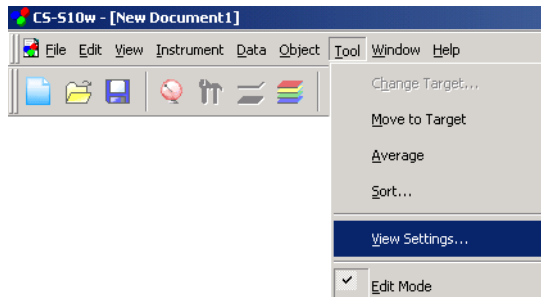 CS-S10w - [New Document1]
File Edit View Instrument Data Object Tool Window Help
Change Target...
Move to Target
Average
Sort...
View Settings...
Edit Mode